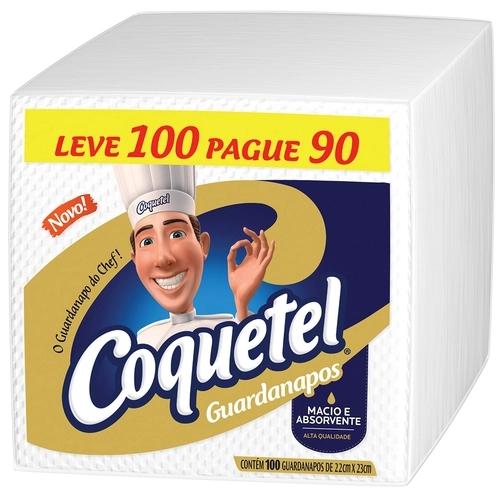 LEVE 100 PAGUE 90
Novo!
Coquetel
O Guardanapo do Chef!
Coquetel®
Guardanapos
MACIO E
ABSORVENTE
ALTA QUALIDADE
CONTÉM 100 GUARDANAPOS DE 22cm X 23cm